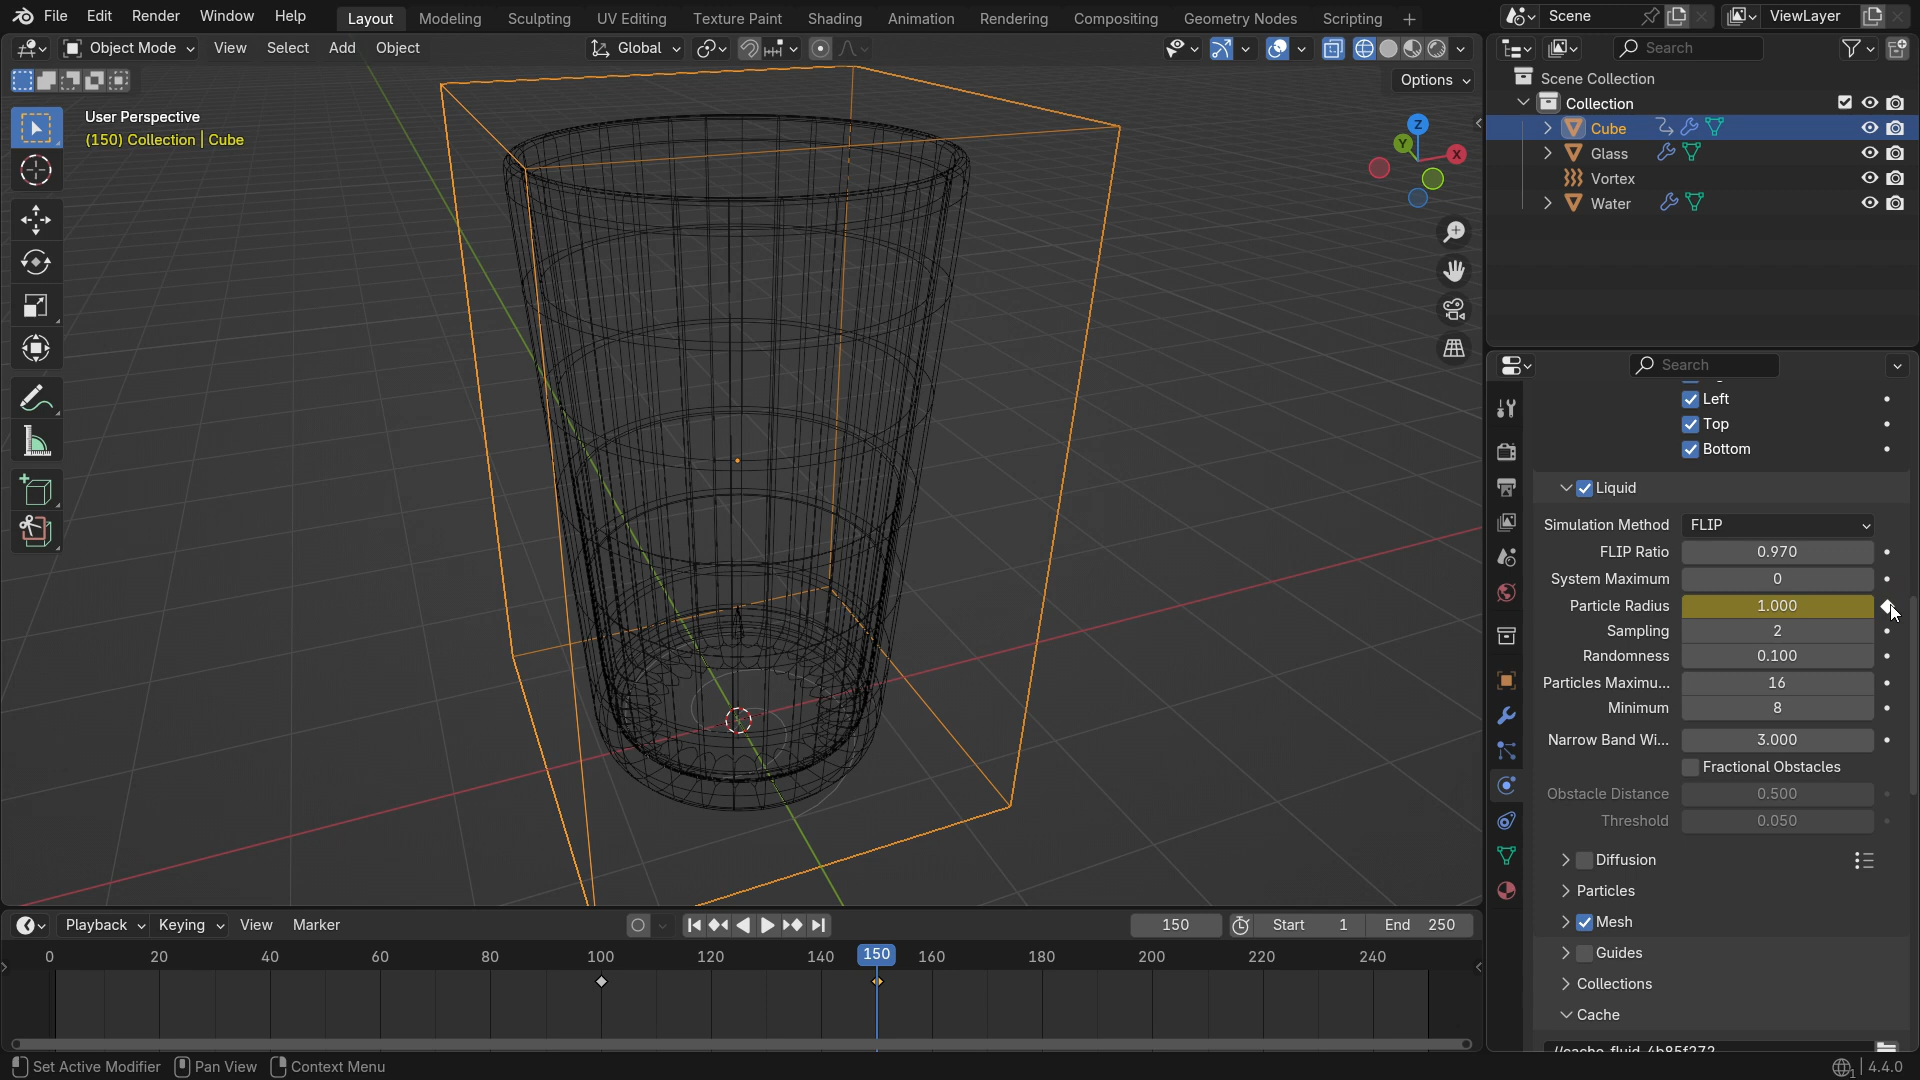 File Edit Render Window Help
Layout Modeling Sculpting UV Editing Texture Paint Shading Animation Rendering Compositing Geometry Nodes Scripting +
Scene
ViewLayer
Object Mode View Select Add Object
Global
Search
Options
User Perspective
(150) Collection | Cube
Z
Y
X
Scene Collection
Collection
Cube
Glass
Vortex
Water
Search
Left
Top
Bottom
Liquid
Simulation Method FLIP
FLIP Ratio 0.970
System Maximum 0
Particle Radius 1.000
Sampling 2
Randomness 0.100
Particles Maximu... 16
Minimum 8
Narrow Band Wi... 3.000
Fractional Obstacles
Obstacle Distance 0.500
Threshold 0.050
Diffusion
Particles
Mesh
Guides
Collections
Cache
//cache_fluid_4b85f272
Playback Keying View Marker
150 Start 1 End 250
0 20 40 60 80 100 120 140 150 160 180 200 220 240
Set Active Modifier Pan View Context Menu
4.4.0